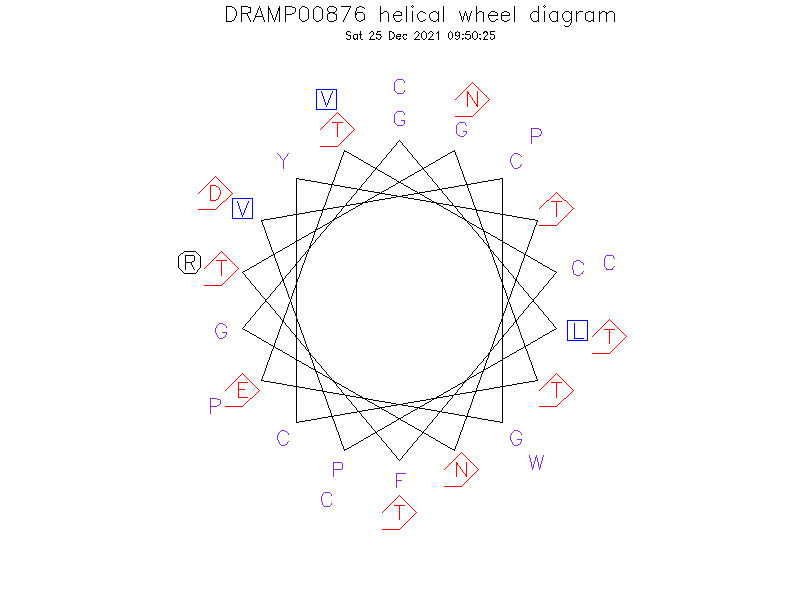 DRAMP00876 helical wheel diagram
Sat 25 Dec 2021 09:50:25
C
V N
G
T G P
Y C
D
V T
R T C C
G L T
P E T
C G
P N W
C F
T